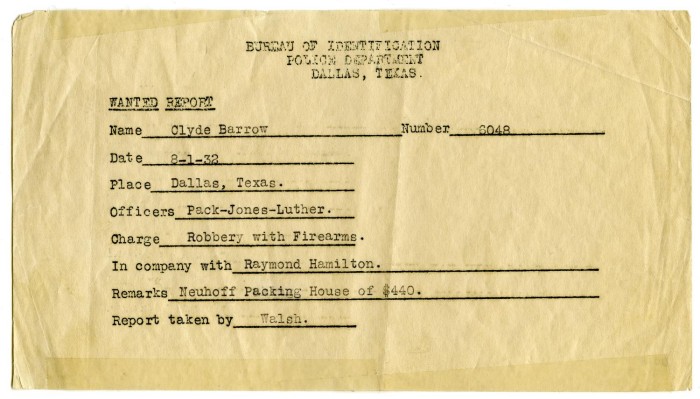 BUREAU OF IDENTIFICATION
POLICE DEPARTMENT
DALLAS, TEXAS.
WANTED REPORT
Name Clyde Barrow Number 6048
Date 8-1-32
Place Dallas, Texas.
Officers Pack-Jones-Luther.
Charge Robbery with Firearms.
In company with Raymond Hamilton.
Remarks Neuhoff Packing House of $440.
Report taken by Walsh.